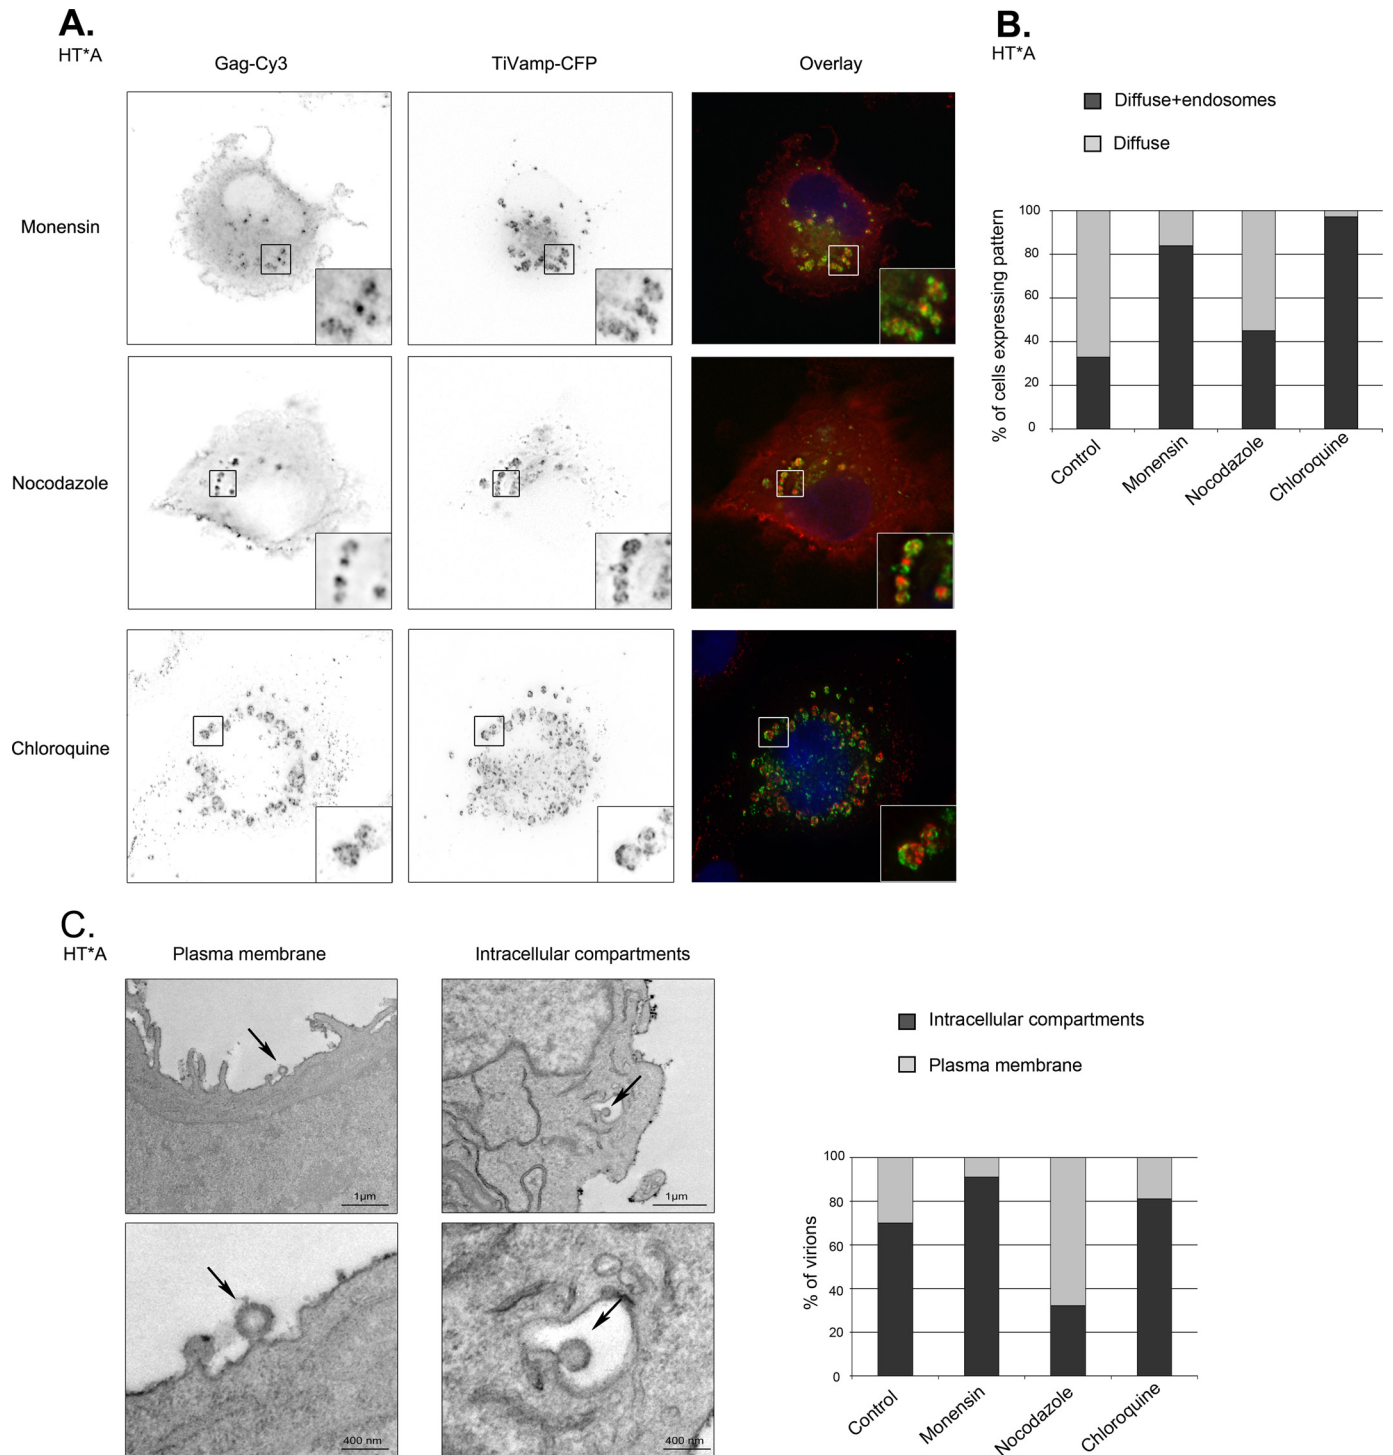 A.
HT*A
Gag-Cy3
TiVamp-CFP
Overlay
Monensin
Nocodazole
Chloroquine
B.
HT*A
Diffuse+endosomes
Diffuse
% of cells expressing pattern
100
80
60
40
20
0
Control
Monensin
Nocodazole
Chloroquine
C.
HT*A
Plasma membrane
Intracellular compartments
1µm
1µm
400 nm
400 nm
Intracellular compartments
Plasma membrane
% of virions
100
80
60
40
20
0
Control
Monensin
Nocodazole
Chloroquine